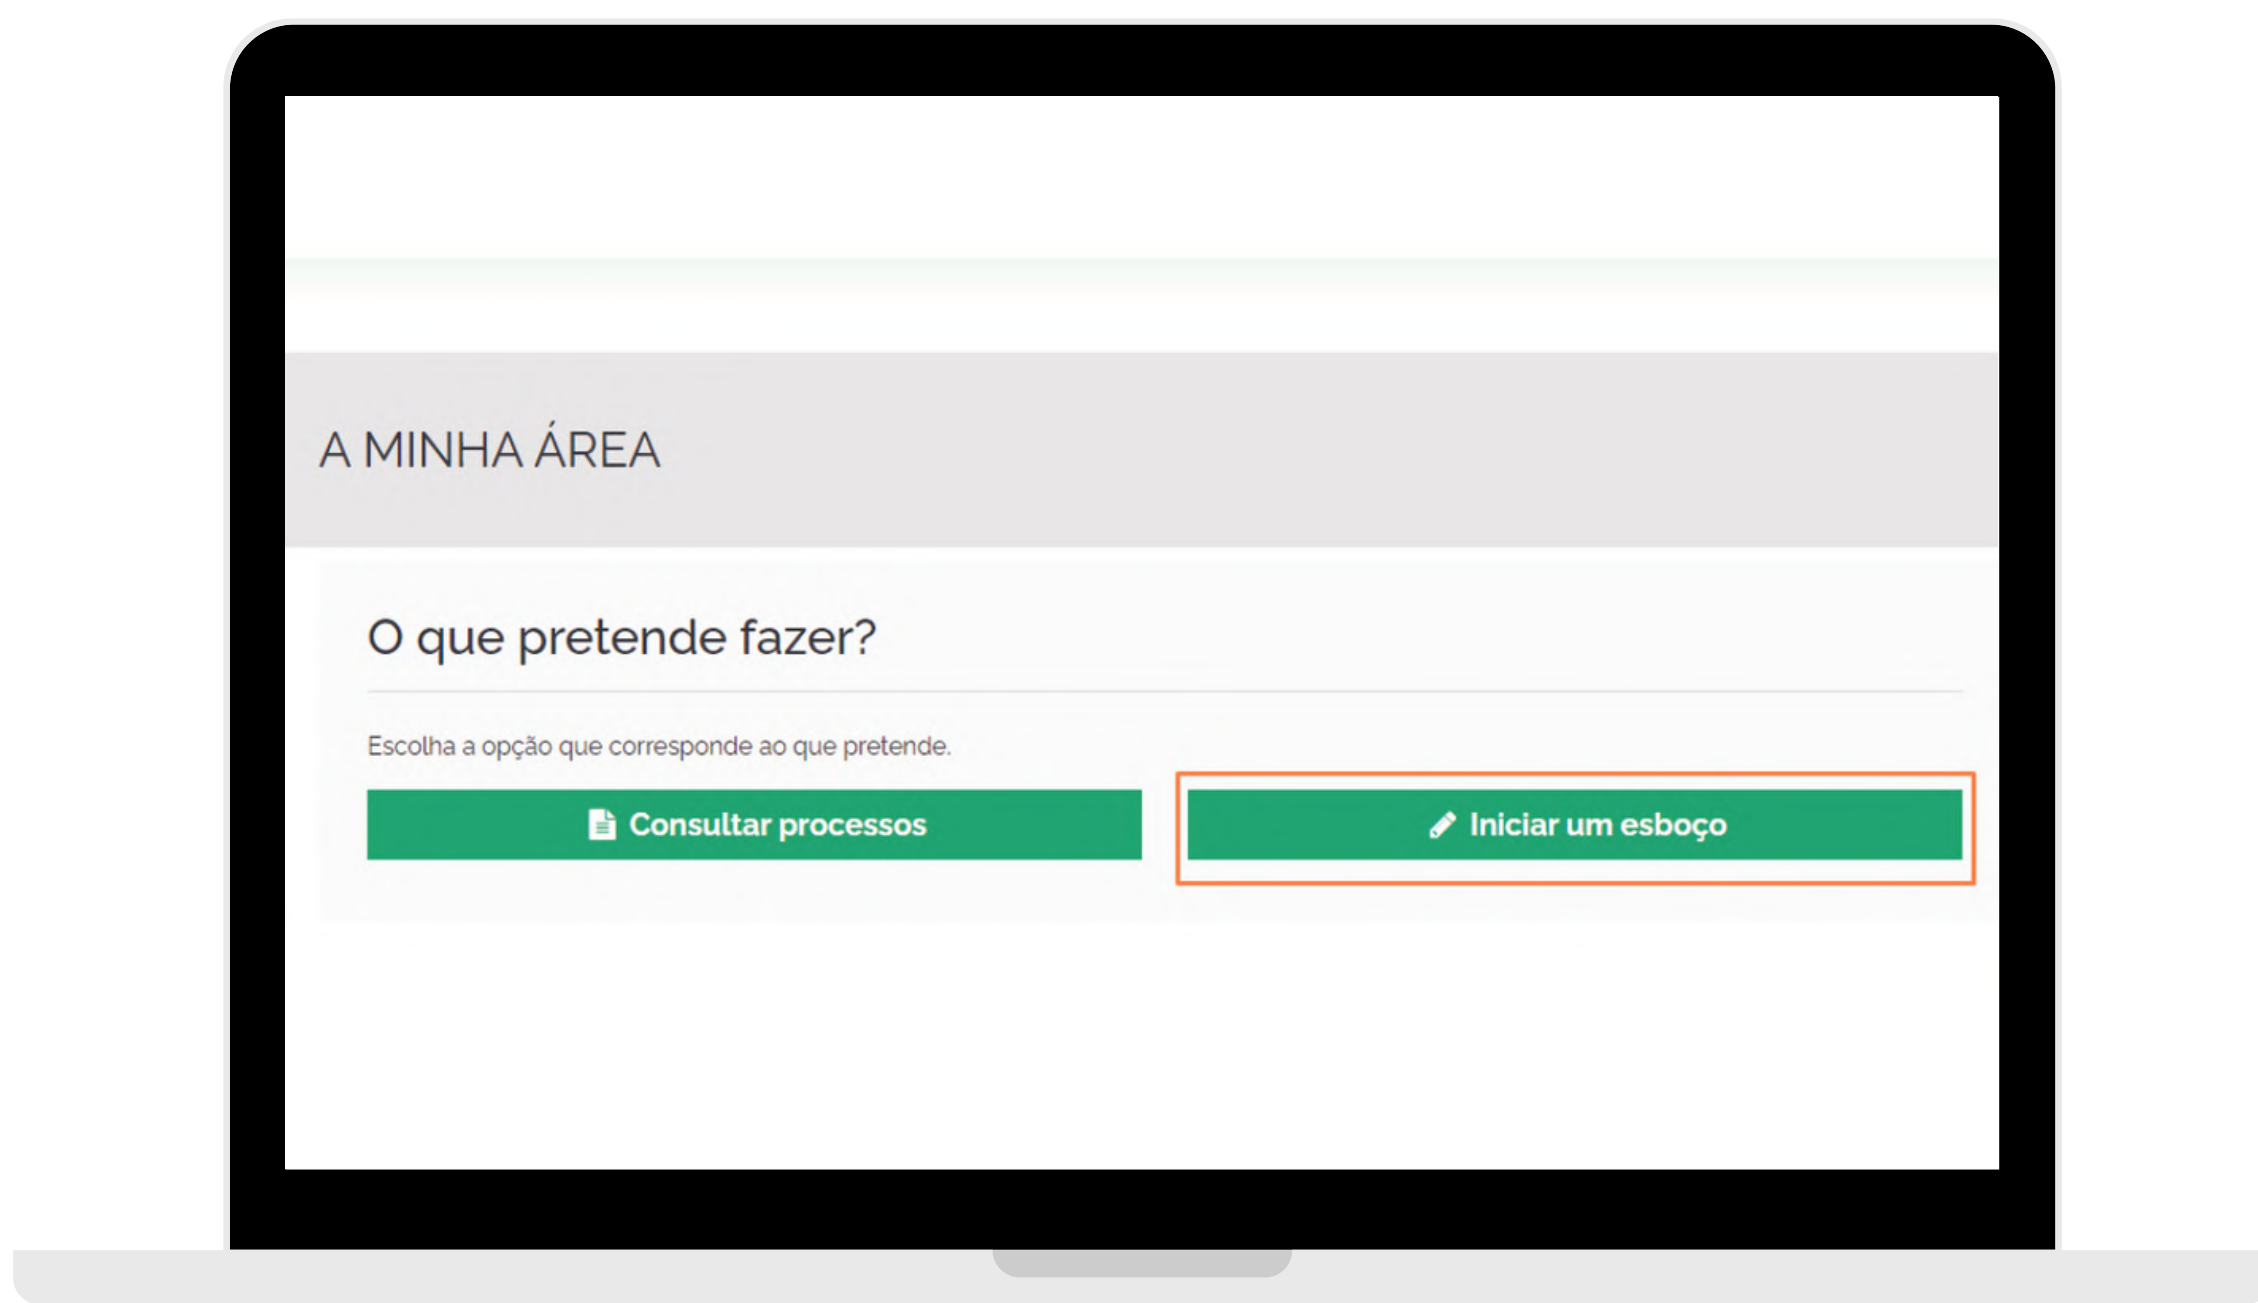 A MINHA ÁREA
O que pretende fazer?
Escolha a opção que corresponde ao que pretende.
Consultar processos
Iniciar um esboço